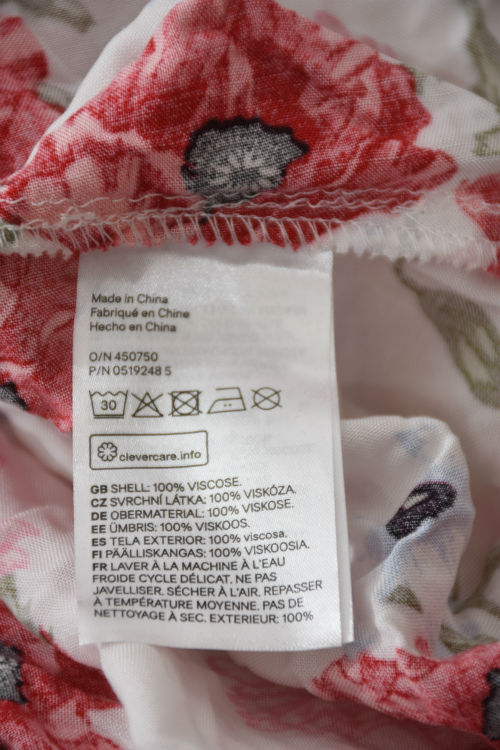 Made in China
Fabriqué en Chine
Hecho en China
O/N 450750
P/N 0519248 5
30
clevercare.info
GB SHELL: 100% VISCOSE.
CZ SVRCHNÍ LÁTKA: 100% VISKÓZA.
DE OBERMATERIAL: 100% VISKOSE.
EE ÜMBRIS: 100% VISKOOS.
ES TELA EXTERIOR: 100% viscosa.
FI PÄÄLLISKANGAS: 100% VISKOOSIA.
FR LAVER À LA MACHINE À L'EAU
FROIDE CYCLE DÉLICAT. NE PAS
JAVELLISER. SÉCHER À L'AIR. REPASSER
À TEMPÉRATURE MOYENNE. PAS DE
NETTOYAGE À SEC. EXTERIEUR: 100%